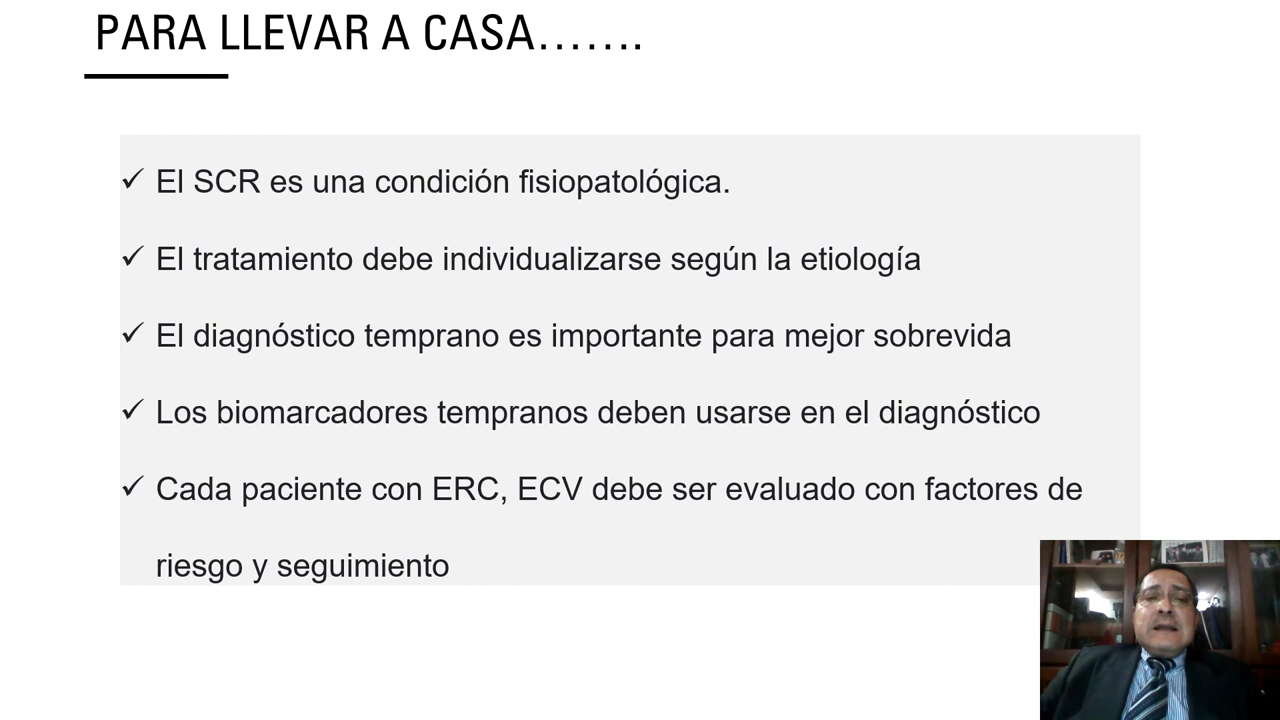 PARA LLEVAR A CASA.......
✓ El SCR es una condición fisiopatológica.
✓ El tratamiento debe individualizarse según la etiología
✓ El diagnóstico temprano es importante para mejor sobrevida
✓ Los biomarcadores tempranos deben usarse en el diagnóstico
✓ Cada paciente con ERC, ECV debe ser evaluado con factores de
riesgo y seguimiento